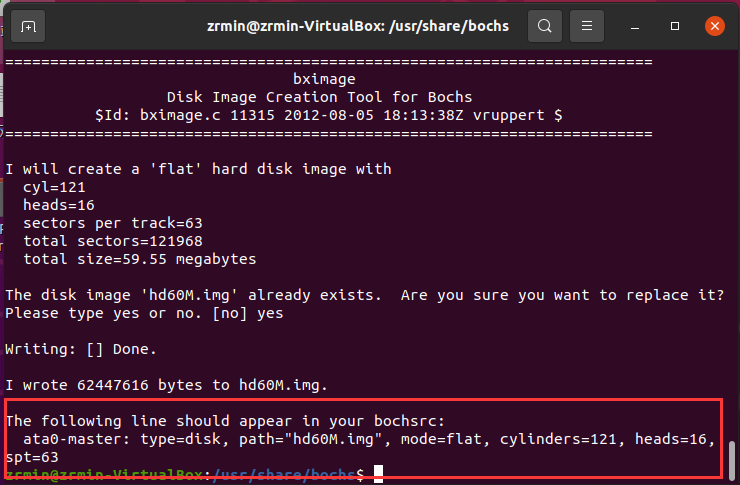 zrmin@zrmin-VirtualBox: /usr/share/bochs
========================================================================
bximage
Disk Image Creation Tool for Bochs
$Id: bximage.c 11315 2012-08-05 18:13:38Z vruppert $
========================================================================
I will create a 'flat' hard disk image with
cyl=121
heads=16
sectors per track=63
total sectors=121968
total size=59.55 megabytes
The disk image 'hd60M.img' already exists.  Are you sure you want to replace it?
Please type yes or no. [no] yes
Writing: [] Done.
I wrote 62447616 bytes to hd60M.img.
The following line should appear in your bochsrc:
ata0-master: type=disk, path="hd60M.img", mode=flat, cylinders=121, heads=16,
spt=63
zrmin@zrmin-VirtualBox:/usr/share/bochs$